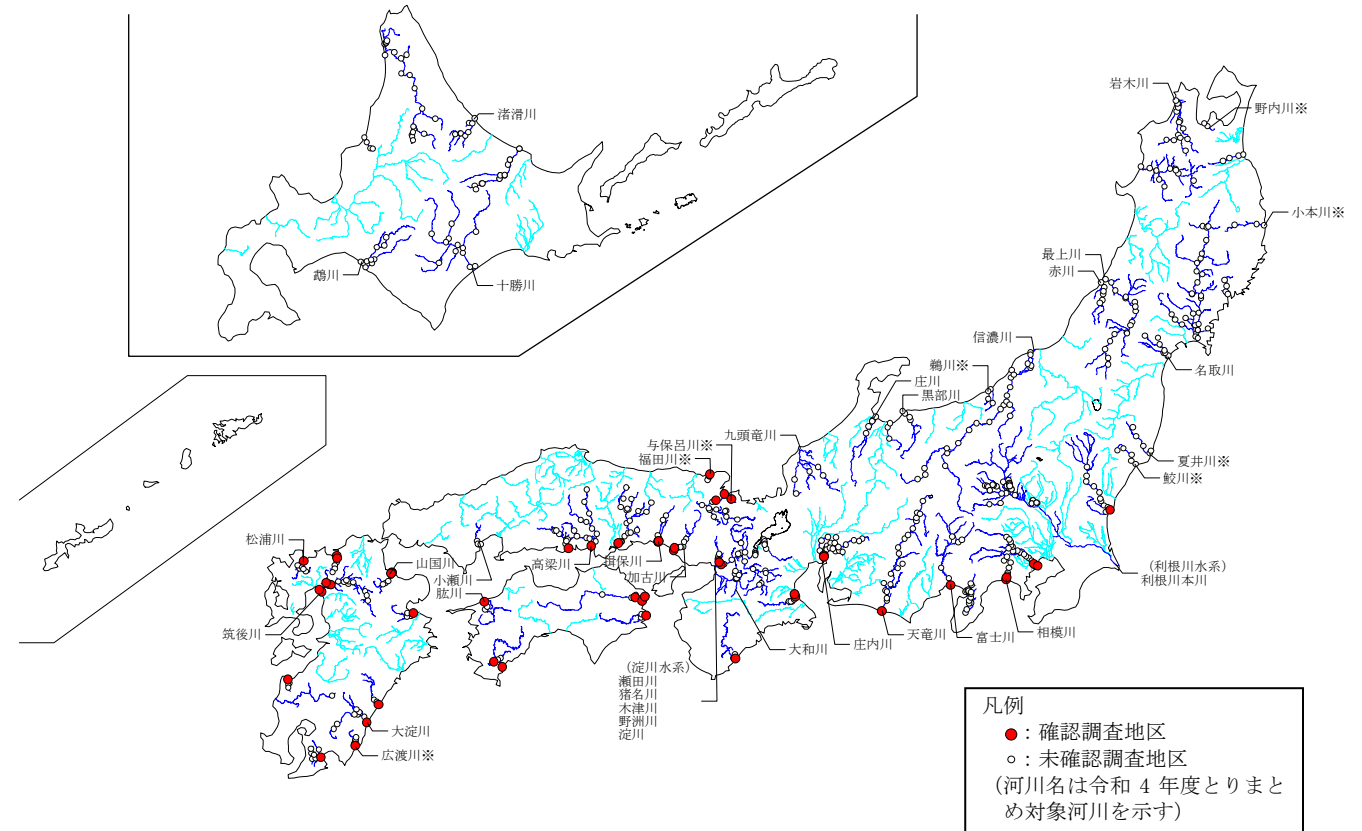 渚滑川
鵡川
十勝川
岩木川
野内川※
小本川※
最上川
赤川
信濃川
鵜川※
庄川
黒部川
名取川
九頭竜川
与保呂川※
福田川※
夏井川※
鮫川※
松浦川
山国川
小瀬川
肱川
高梁川
揖保川
加古川
(利根川水系)
利根川本川
筑後川
大和川
庄内川
天竜川
富士川
相模川
(淀川水系)
瀬田川
猪名川
木津川
野洲川
淀川
大淀川
広渡川※
凡例
:確認調査地区
:未確認調査地区
(河川名は令和 4 年度とりまと
め対象河川を示す)